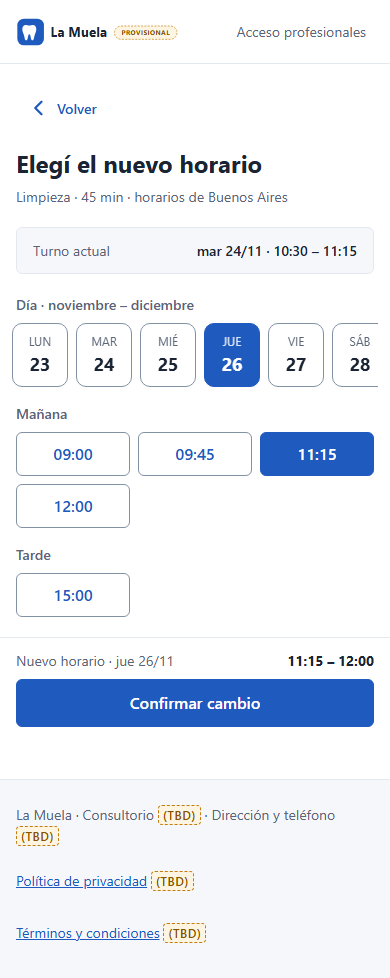 La Muela PROVISIONAL Acceso profesionales
Volver
Elegí el nuevo horario
Limpieza · 45 min · horarios de Buenos Aires
Turno actual mar 24/11 · 10:30 – 11:15
Día · noviembre – diciembre
LUN MAR MIÉ JUE VIE SÁB
23 24 25 26 27 28
Mañana
09:00 09:45 11:15
12:00
Tarde
15:00
Nuevo horario · jue 26/11 11:15 – 12:00
Confirmar cambio
La Muela · Consultorio (TBD) · Dirección y teléfono
(TBD)
Política de privacidad (TBD)
Términos y condiciones (TBD)